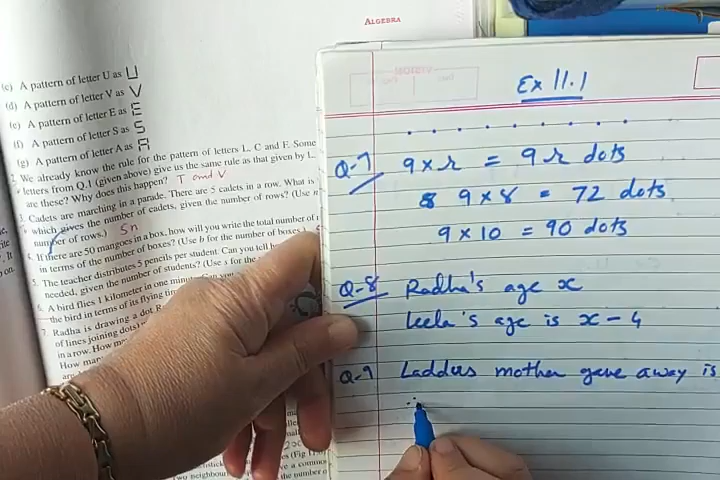 ALGEBRA
(c) A pattern of letter U as
(d) A pattern of letter V as
(e) A pattern of letter E as
(f) A pattern of letter S as
(g) A pattern of letter A as
2. We already know the rule for the pattern of letters L, C and F. Some
letters from Q.1 (given above) give us the same rule as that given by L.
are these? Why does this happen? T and V
3. Cadets are marching in a parade. There are 5 cadets in a row. What is
which gives the number of cadets, given the number of rows? (Use n
number of rows.) 5n
4. If there are 50 mangoes in a box, how will you write the total number of
in terms of the number of boxes? (Use b for the number of boxes.)
5. The teacher distributes 5 pencils per student. Can you tell
needed, given the number of students? (Use s for the
6. A bird flies 1 kilometer in one
the bird in terms of its flying
7. Radha is drawing a dot
of lines joining dots)
in a row. How
How many
Ex 11.1
Q-7 9 × r = 9r dots
8 9 × 8 = 72 dots
9 × 10 = 90 dots
Q-8 Radha's age x
Leela's age is x - 4
Q-9 Laddus mother gave away is